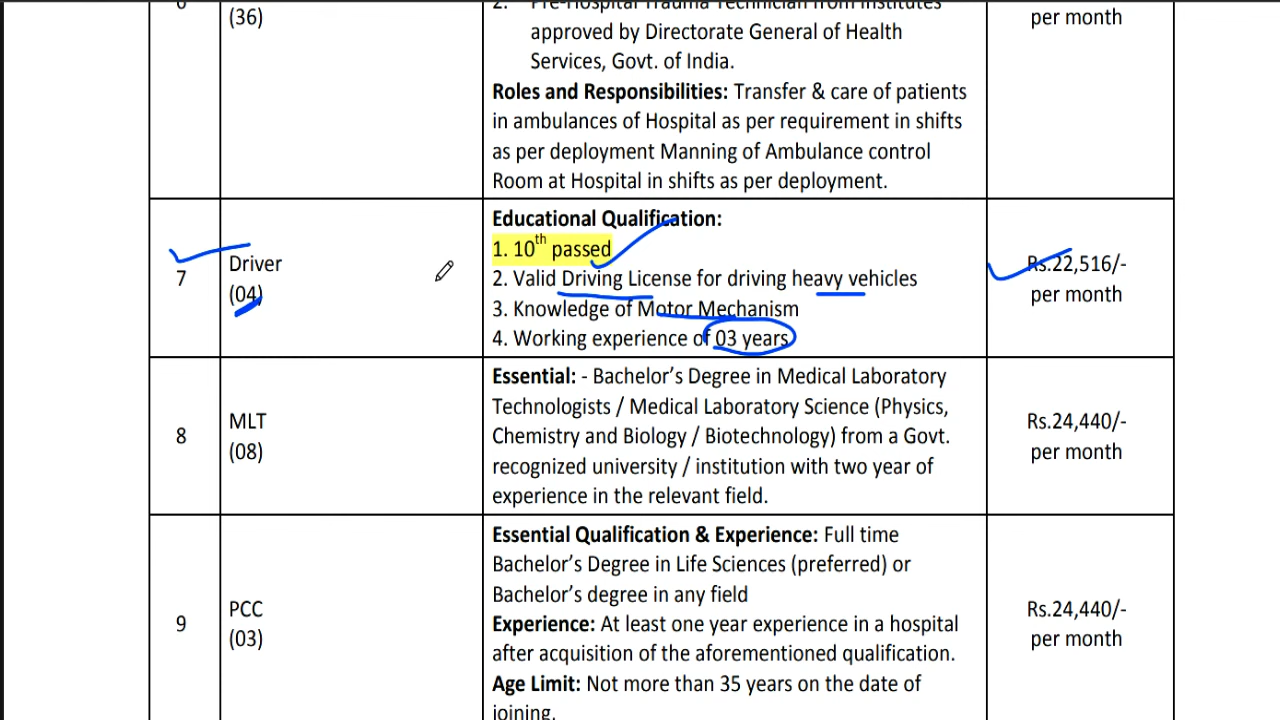 6
(36)
2. Pre-Hospital Trauma Technician from Institutes
approved by Directorate General of Health
Services, Govt. of India.
Roles and Responsibilities: Transfer & care of patients
in ambulances of Hospital as per requirement in shifts
as per deployment Manning of Ambulance control
Room at Hospital in shifts as per deployment.
per month
7
Driver
(04)
Educational Qualification:
1. 10th passed
2. Valid Driving License for driving heavy vehicles
3. Knowledge of Motor Mechanism
4. Working experience of 03 years
Rs.22,516/-
per month
8
MLT
(08)
Essential: - Bachelor’s Degree in Medical Laboratory
Technologists / Medical Laboratory Science (Physics,
Chemistry and Biology / Biotechnology) from a Govt.
recognized university / institution with two year of
experience in the relevant field.
Rs.24,440/-
per month
9
PCC
(03)
Essential Qualification & Experience: Full time
Bachelor’s Degree in Life Sciences (preferred) or
Bachelor’s degree in any field
Experience: At least one year experience in a hospital
after acquisition of the aforementioned qualification.
Age Limit: Not more than 35 years on the date of
joining.
Rs.24,440/-
per month